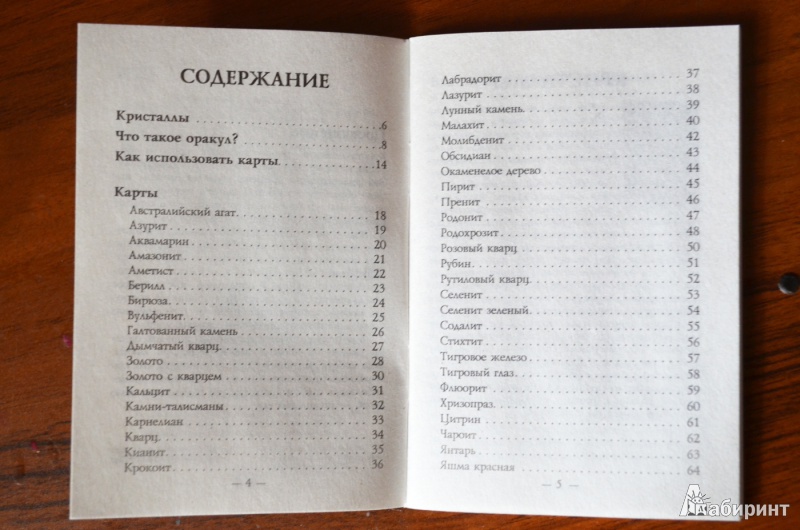 СОДЕРЖАНИЕ
Кристаллы . . . . . . . . . . . . . . . . . . . . 6
Что такое оракул? . . . . . . . . . . . . . . . 8
Как использовать карты . . . . . . . . . . 14
Карты
Австралийский агат . . . . . . . . . . . . . 18
Азурит . . . . . . . . . . . . . . . . . . . . . 19
Аквамарин . . . . . . . . . . . . . . . . . . 20
Амазонит . . . . . . . . . . . . . . . . . . . 21
Аметист . . . . . . . . . . . . . . . . . . . . 22
Берилл . . . . . . . . . . . . . . . . . . . . . 23
Бирюза . . . . . . . . . . . . . . . . . . . . . 24
Вульфенит . . . . . . . . . . . . . . . . . . 25
Галтованный камень . . . . . . . . . . . . 26
Дымчатый кварц . . . . . . . . . . . . . . 27
Золото . . . . . . . . . . . . . . . . . . . . . 28
Золото с кварцем . . . . . . . . . . . . . . 30
Кальцит . . . . . . . . . . . . . . . . . . . . 31
Камни-талисманы . . . . . . . . . . . . . . 32
Карнелиан . . . . . . . . . . . . . . . . . . 33
Кварц . . . . . . . . . . . . . . . . . . . . . 34
Кианит . . . . . . . . . . . . . . . . . . . . . 35
Крокоит . . . . . . . . . . . . . . . . . . . . 36
— 4 —
Лабрадорит . . . . . . . . . . . . . . . . . . 37
Лазурит . . . . . . . . . . . . . . . . . . . . 38
Лунный камень . . . . . . . . . . . . . . . 39
Малахит . . . . . . . . . . . . . . . . . . . . 40
Молибденит . . . . . . . . . . . . . . . . . 42
Обсидиан . . . . . . . . . . . . . . . . . . . 43
Окаменелое дерево . . . . . . . . . . . . . 44
Пирит . . . . . . . . . . . . . . . . . . . . . 45
Пренит . . . . . . . . . . . . . . . . . . . . . 46
Родонит . . . . . . . . . . . . . . . . . . . . 47
Родохрозит . . . . . . . . . . . . . . . . . . 48
Розовый кварц . . . . . . . . . . . . . . . 50
Рубин . . . . . . . . . . . . . . . . . . . . . 51
Рутиловый кварц . . . . . . . . . . . . . . 52
Селенит . . . . . . . . . . . . . . . . . . . . 53
Селенит зеленый . . . . . . . . . . . . . . 54
Содалит . . . . . . . . . . . . . . . . . . . . 55
Стихтит . . . . . . . . . . . . . . . . . . . . 56
Тигровое железо . . . . . . . . . . . . . . 57
Тигровый глаз . . . . . . . . . . . . . . . . 58
Флюорит . . . . . . . . . . . . . . . . . . . 59
Хризопраз . . . . . . . . . . . . . . . . . . 60
Цитрин . . . . . . . . . . . . . . . . . . . . 61
Чароит . . . . . . . . . . . . . . . . . . . . . 62
Янтарь . . . . . . . . . . . . . . . . . . . . . 63
Яшма красная . . . . . . . . . . . . . . . . 64
— 5 —
Лабиринт